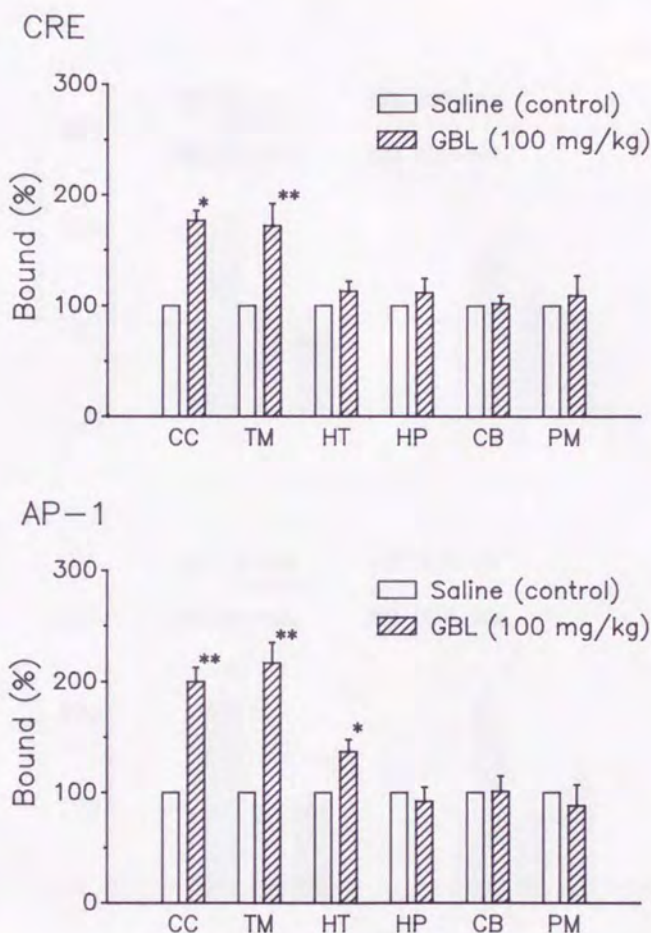 CRE
300
200
100
0
Bound (%)
Saline (control)
GBL (100 mg/kg)
*
**
CC TM HT HP CB PM
AP-1
300
200
100
0
Bound (%)
Saline (control)
GBL (100 mg/kg)
**
**
*
CC TM HT HP CB PM